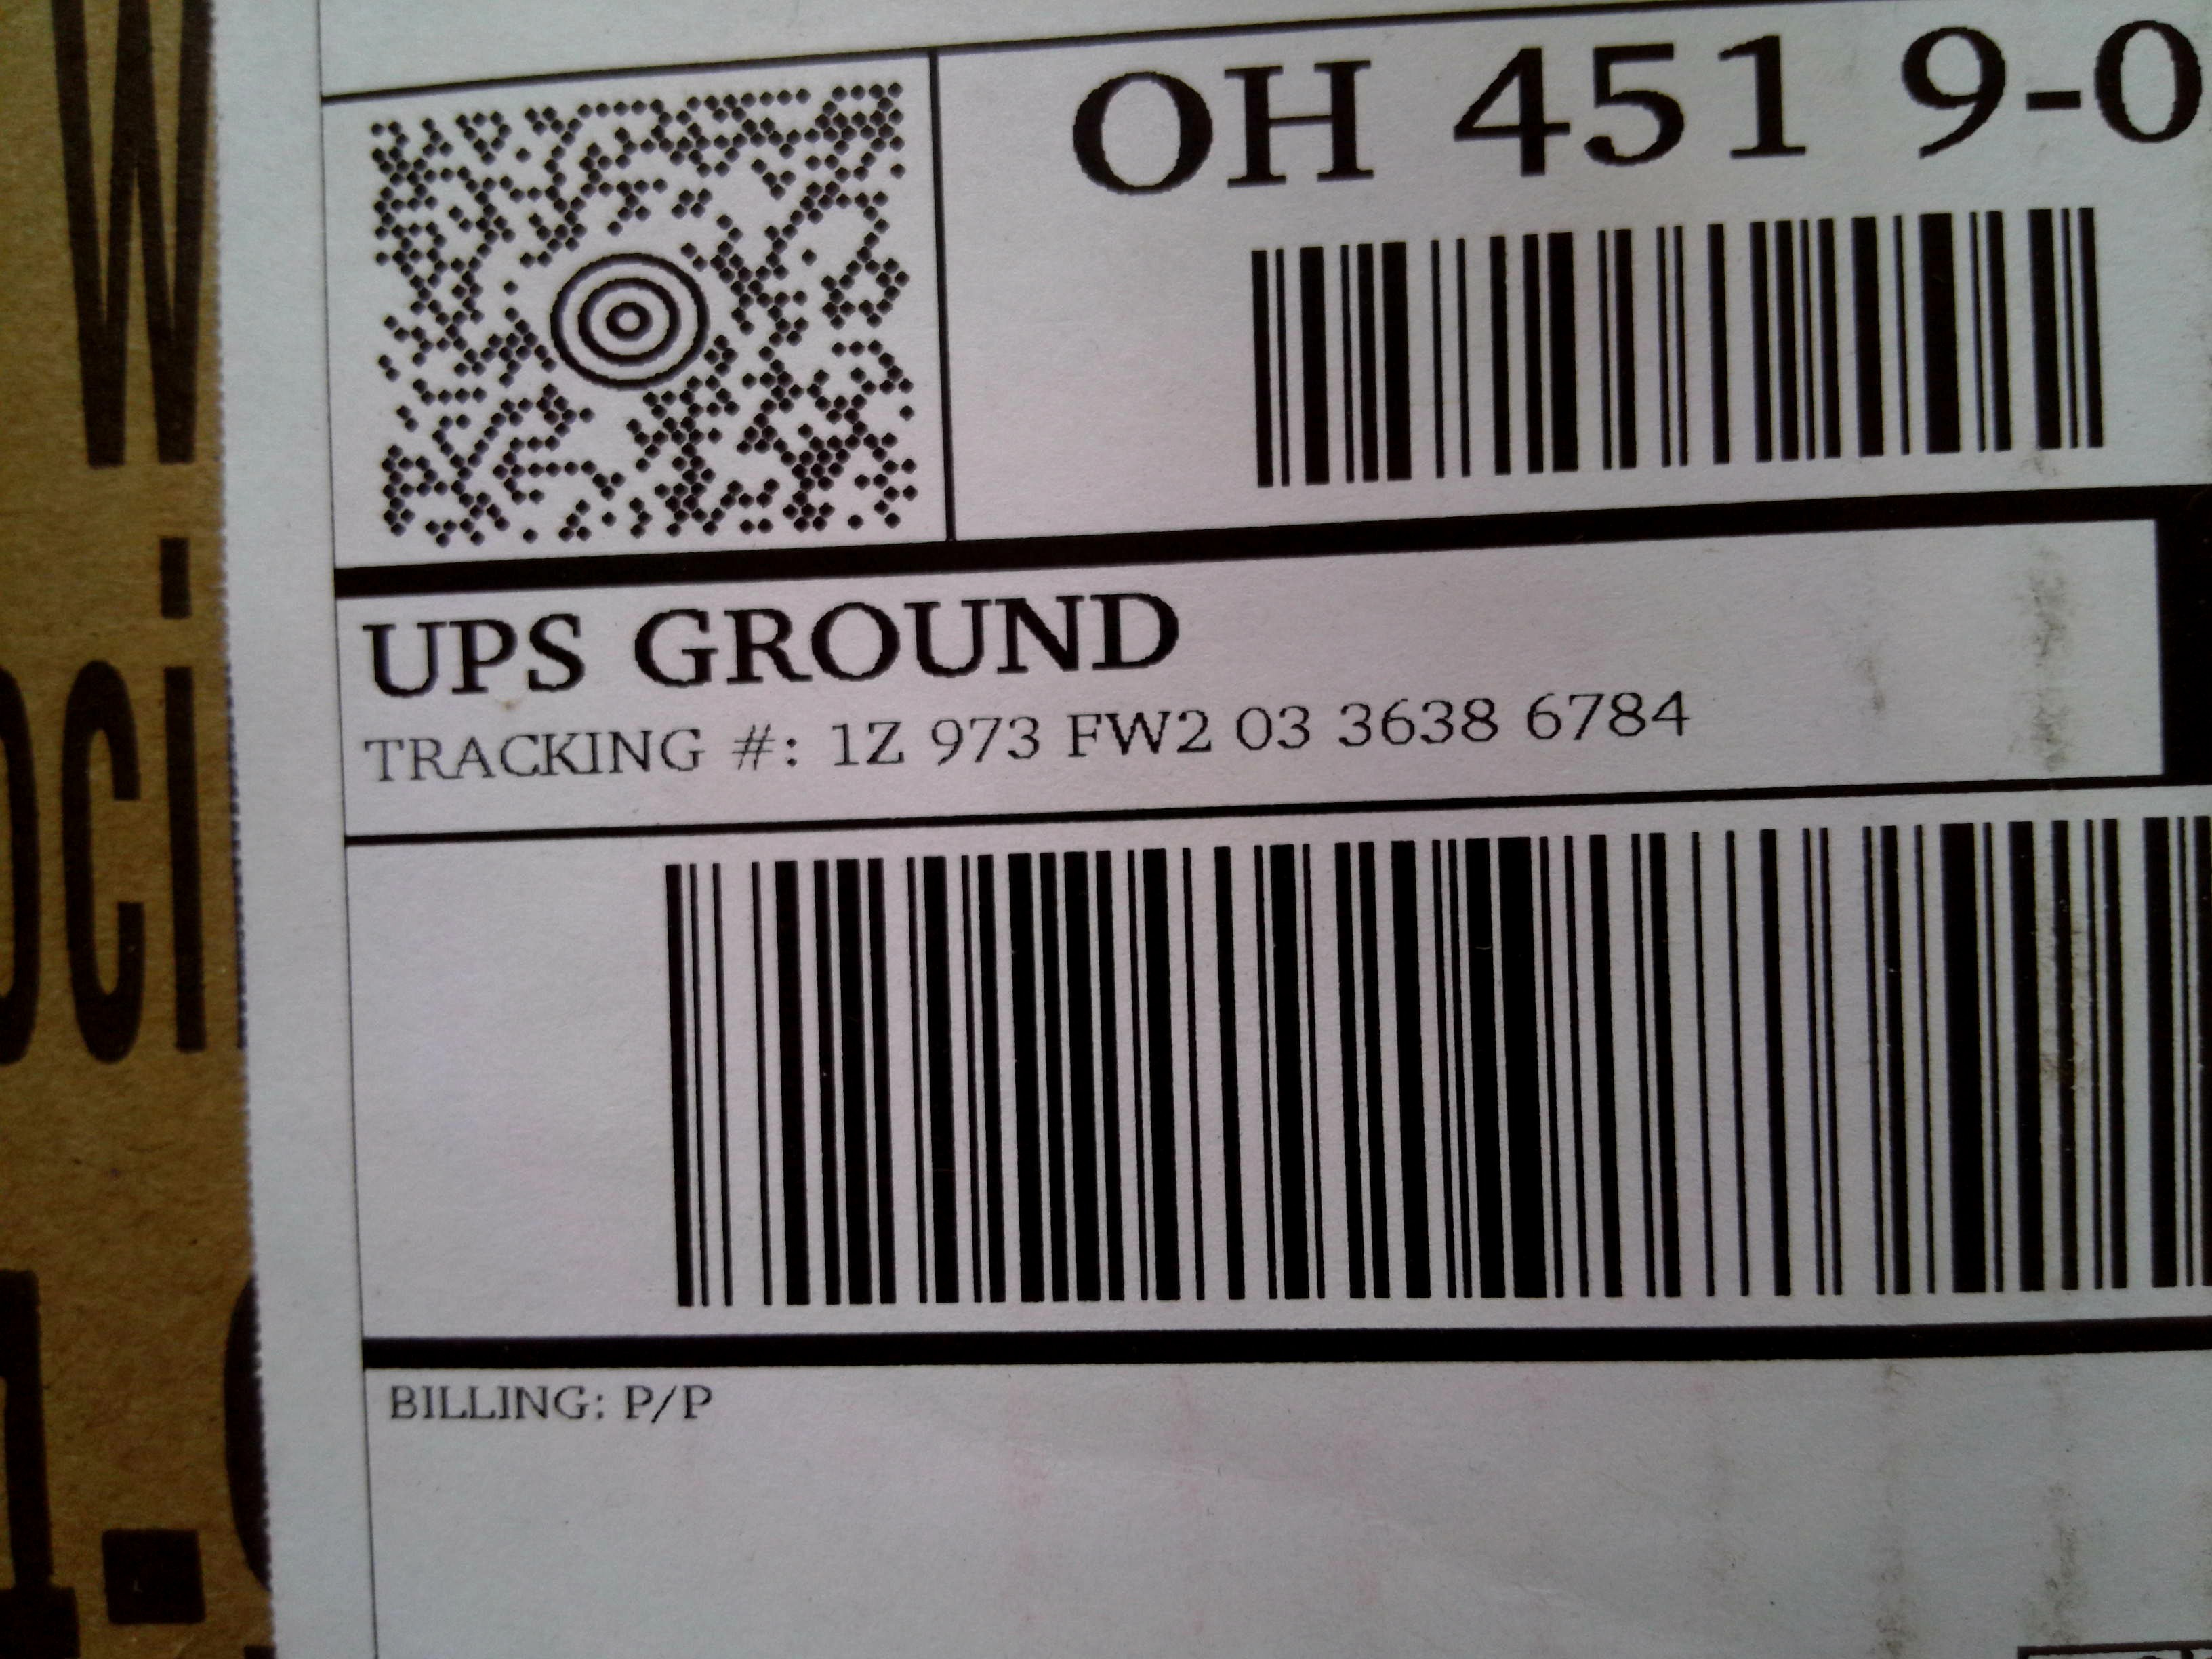 OH 451 9-0
UPS GROUND
TRACKING #: 1Z 973 FW2 03 3638 6784
BILLING: P/P